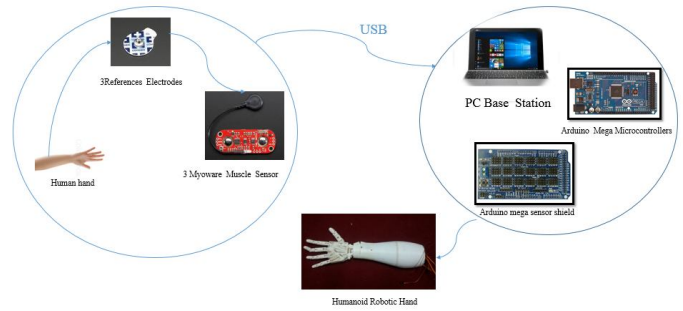 USB
3References Electrodes
PC Base Station
Arduino Mega Microcontrollers
3 Myoware Muscle Sensor
Human hand
Arduino mega sensor shield
Humanoid Robotic Hand